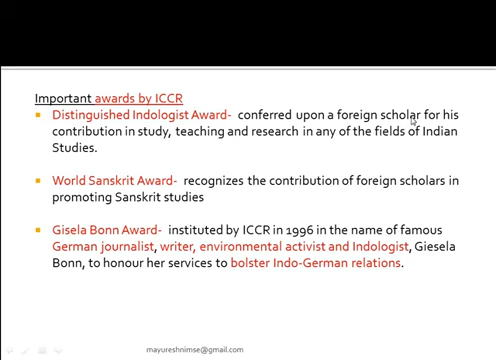 Important awards by ICCR
Distinguished Indologist Award- conferred upon a foreign scholar for his
contribution in study, teaching and research in any of the fields of Indian
Studies.
World Sanskrit Award- recognizes the contribution of foreign scholars in
promoting Sanskrit studies
Gisela Bonn Award- instituted by ICCR in 1996 in the name of famous
German journalist, writer, environmental activist and Indologist, Giesela
Bonn, to honour her services to bolster Indo-German relations.
mayureshnimse@gmail.com